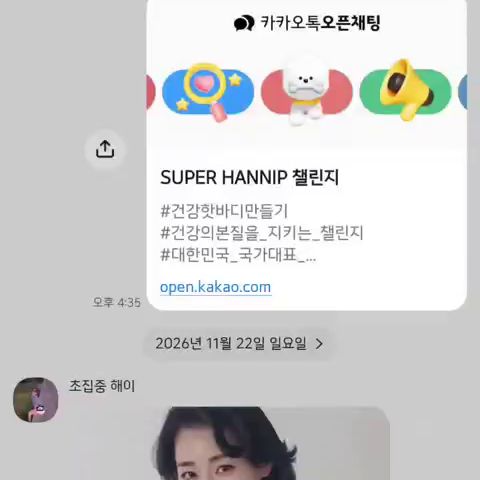 카카오톡오픈채팅
SUPER HANNIP 챌린지
#건강핫바디만들기
#건강의본질을_지키는_챌린지
#대한민국_국가대표_...
open.kakao.com
오후 4:35
2026년 11월 22일 일요일 >
초집중 해이